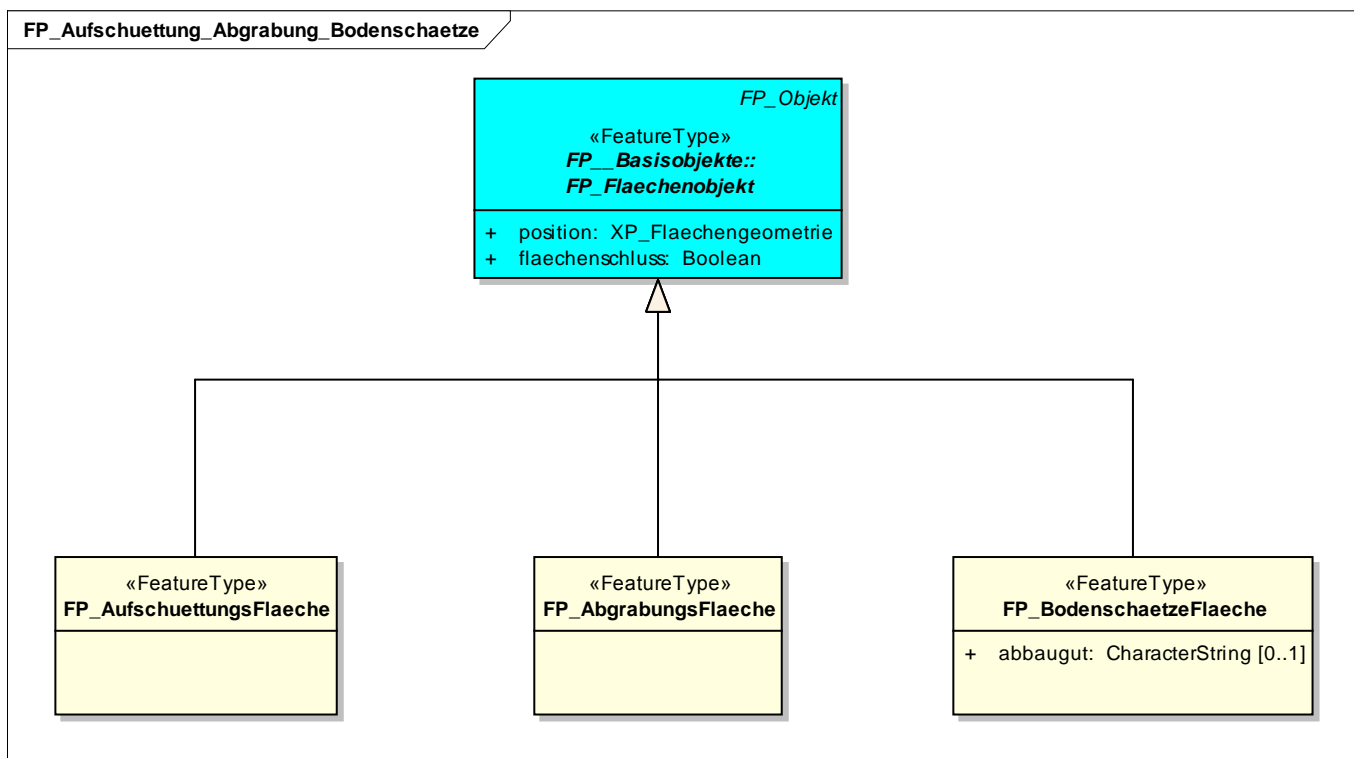 FP_Aufschuettung_Abgrabung_Bodenschaetze
FP_Objekt
«FeatureType»
FP__Basisobjekte::
FP_Flaechenobjekt
+ position: XP_Flaechengeometrie
+ flaechenschluss: Boolean
«FeatureType»
FP_AufschuettungsFlaeche
«FeatureType»
FP_AbgrabungsFlaeche
«FeatureType»
FP_BodenschaetzeFlaeche
+ abbaugut: CharacterString [0..1]